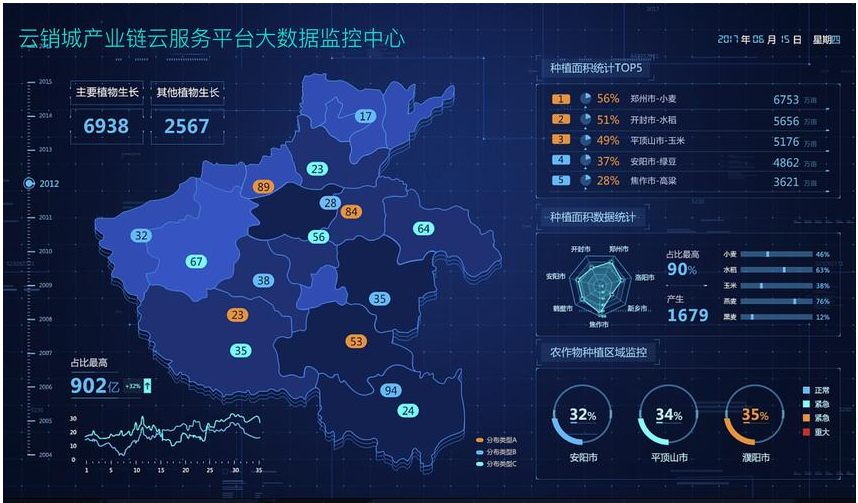 云销城产业链云服务平台大数据监控中心
2017年06月15日 星期四
主要植物生长
6938
其他植物生长
2567
2015
2014
2013
2012
2011
2010
2009
2008
2007
2006
2005
2004
17
23
89
28
84
32
56
64
67
38
35
23
53
35
94
24
占比最高
902亿
+32%
30
20
10
0
1 5 10 15 20 25 30 35
分布类型A
分布类型B
分布类型C
种植面积统计TOP5
1 56% 郑州市-小麦 6753 万亩
2 51% 开封市-水稻 5656 万亩
3 49% 平顶山市-玉米 5176 万亩
4 37% 安阳市-绿豆 4862 万亩
5 28% 焦作市-高粱 3621 万亩
种植面积数据统计
开封市 郑州市
安阳市 洛阳市
鹤壁市 新乡市
焦作市
占比最高
90%
产生
1679
小麦 46%
水稻 63%
玉米 38%
燕麦 76%
黑麦 12%
农作物种植区域监控
32%
安阳市
34%
平顶山市
35%
濮阳市
正常
紧急
紧急
重大